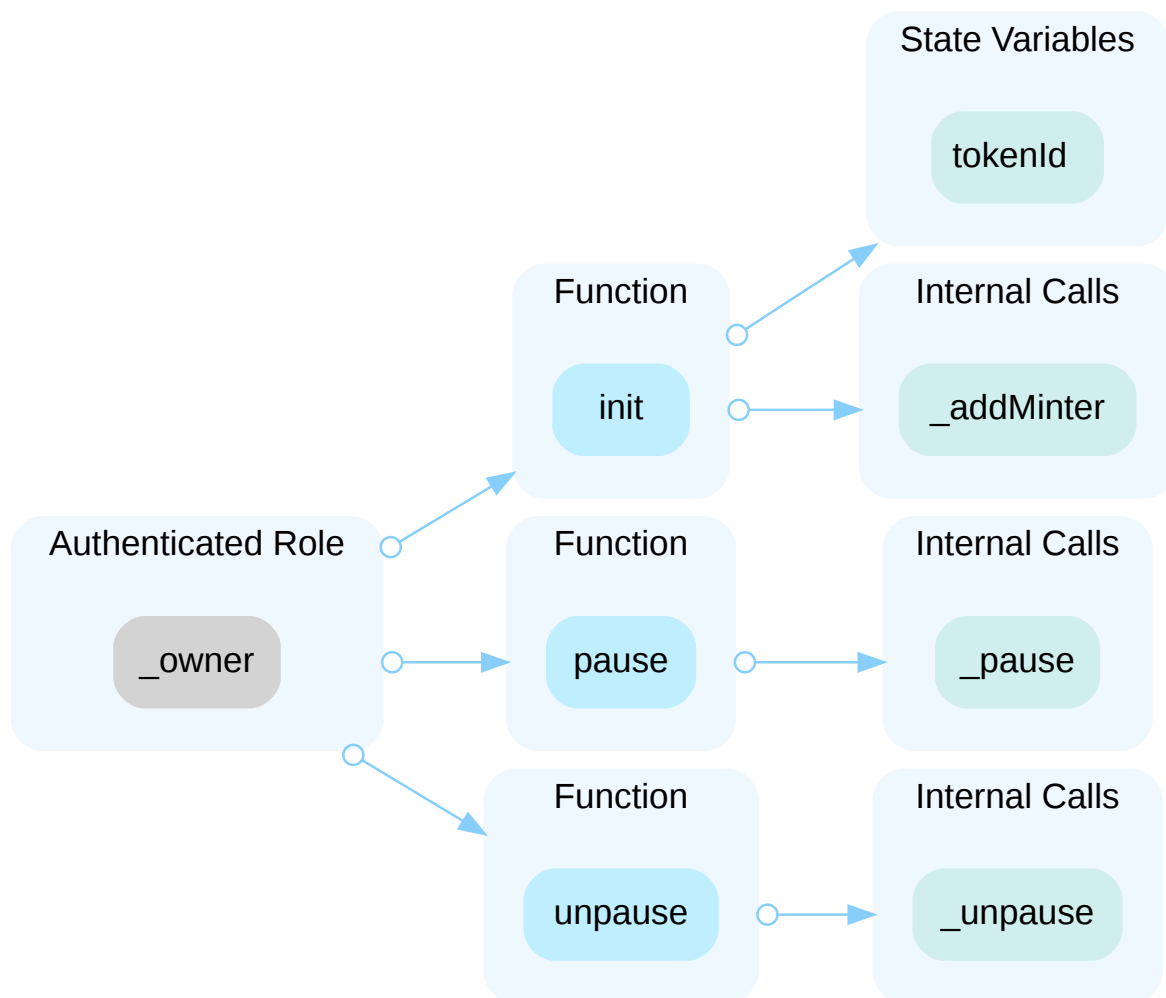 State Variables
tokenId
Function
init
Internal Calls
_addMinter
Authenticated Role
_owner
Function
pause
Internal Calls
_pause
Function
unpause
Internal Calls
_unpause